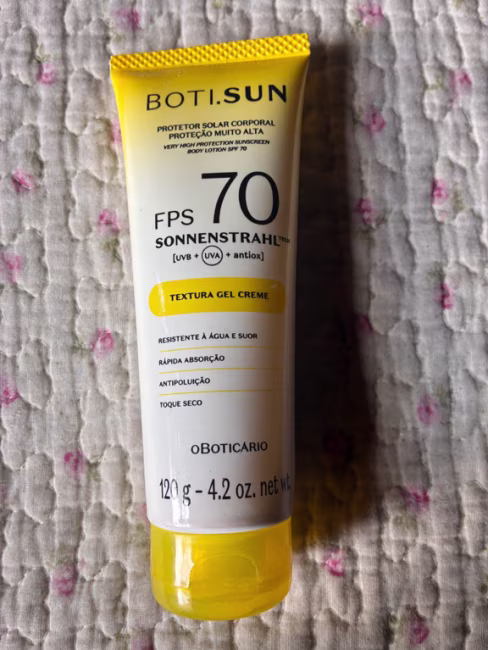 BOTI.SUN
PROTETOR SOLAR CORPORAL
PROTEÇÃO MUITO ALTA
VERY HIGH PROTECTION SUNSCREEN
BODY LOTION SPF 70
FPS 70
SONNENSTRAHL
[UVB + UVA + antiox]
TEXTURA GEL CREME
RESISTENTE À ÁGUA E SUOR
RÁPIDA ABSORÇÃO
ANTIPOLUIÇÃO
TOQUE SECO
oBOTICÁRIO
120 g - 4.2 oz. net wt.